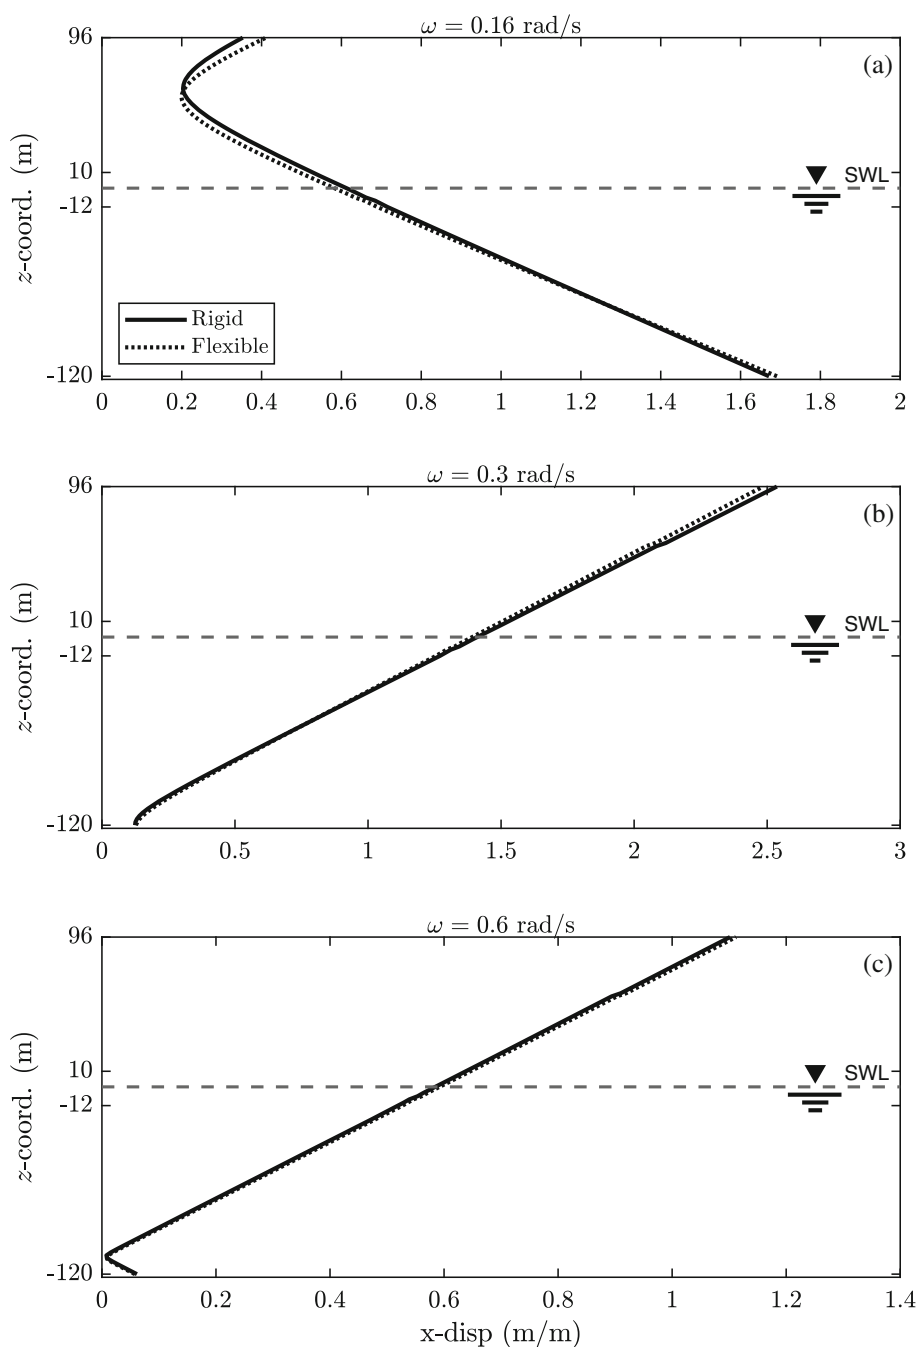 ω = 0.16 rad/s
96
(a)
z-coord. (m)
10
SWL
-12
Rigid
Flexible
-120
0 0.2 0.4 0.6 0.8 1 1.2 1.4 1.6 1.8 2
ω = 0.3 rad/s
96
(b)
z-coord. (m)
10
SWL
-12
-120
0 0.5 1 1.5 2 2.5 3
ω = 0.6 rad/s
96
(c)
z-coord. (m)
10
SWL
-12
-120
0 0.2 0.4 0.6 0.8 1 1.2 1.4
x-disp (m/m)